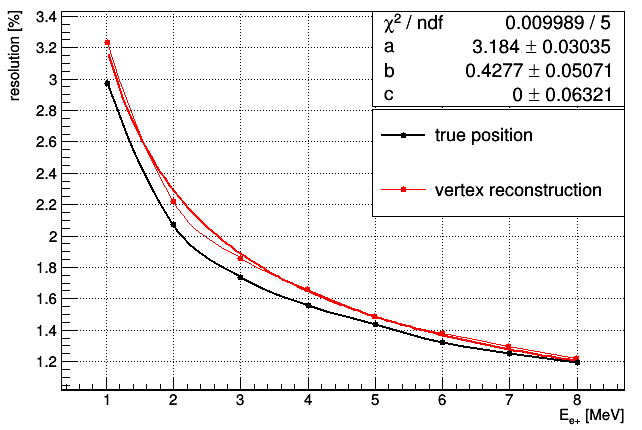 resolution [%]
3.4
3.2
3
2.8
2.6
2.4
2.2
2
1.8
1.6
1.4
1.2
1 2 3 4 5 6 7 8
E_e+ [MeV]
χ² / ndf 0.009989 / 5
a 3.184 ± 0.03035
b 0.4277 ± 0.05071
c 0 ± 0.06321
true position
vertex reconstruction